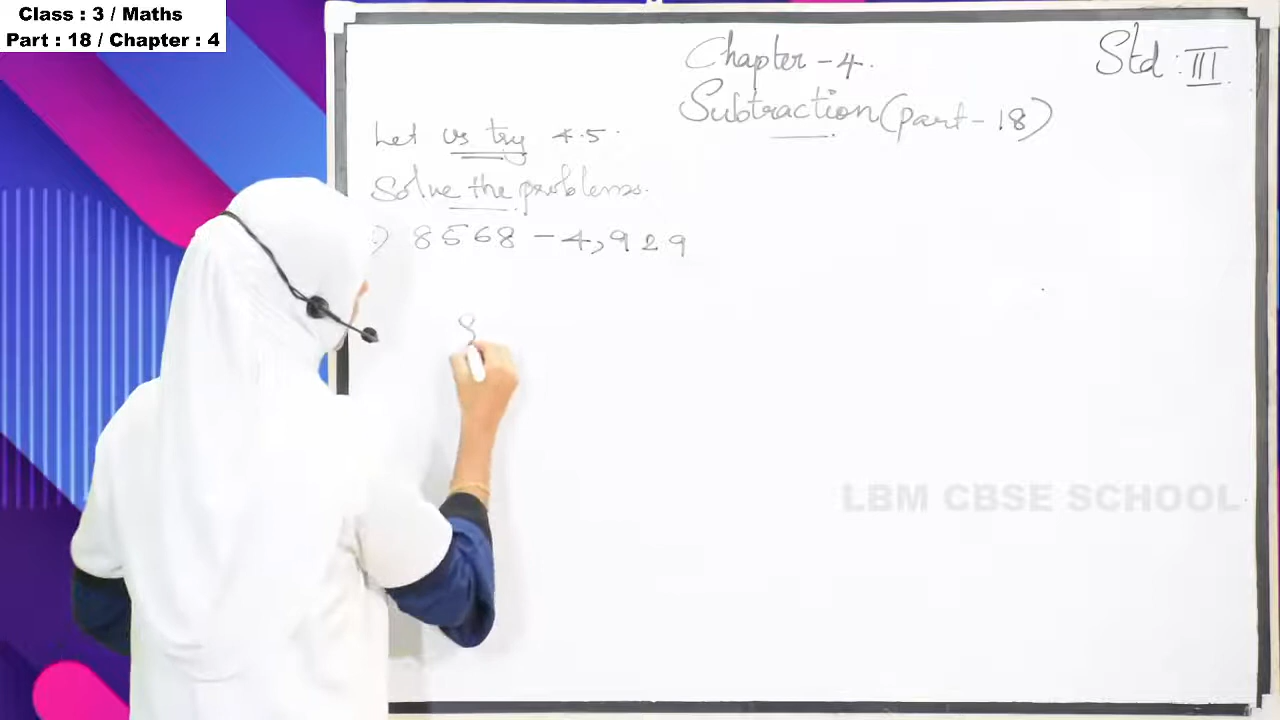 Class : 3 / Maths
Part : 18 / Chapter : 4
Chapter - 4.
Std : III
Subtraction (part - 18)
Let us try 4.5.
Solve the problems.
) 8568 - 4,929
8
LBM CBSE SCHOOL